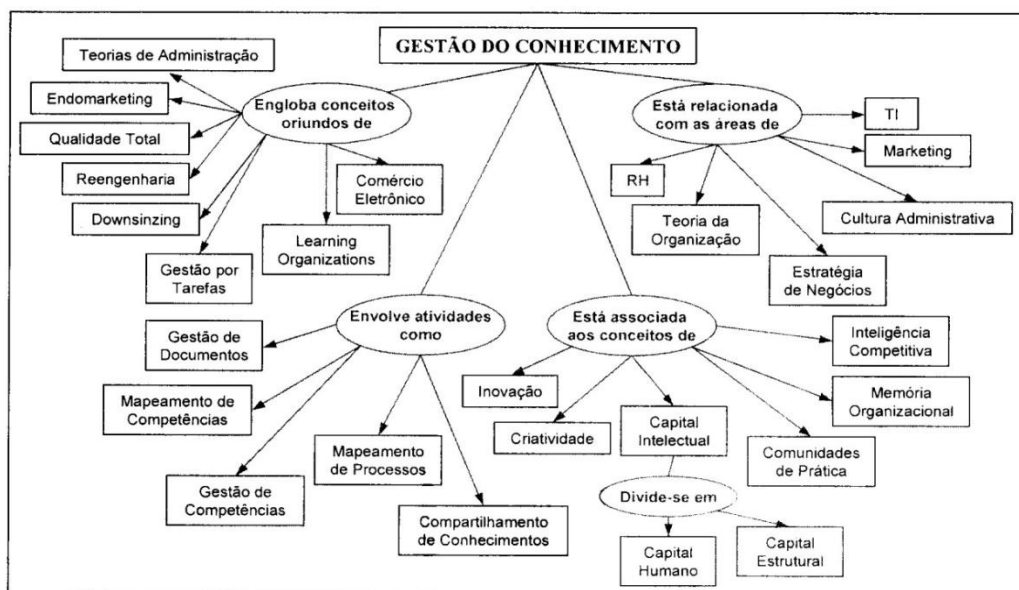 GESTÃO DO CONHECIMENTO
Teorias de Administração
Endomarketing
Qualidade Total
Reengenharia
Downsinzing
Gestão por
Tarefas
Engloba conceitos
oriundos de
Comércio
Eletrônico
Learning
Organizations
Está relacionada
com as áreas de
TI
Marketing
RH
Teoria da
Organização
Cultura Administrativa
Estratégia
de Negócios
Envolve atividades
como
Gestão de
Documentos
Mapeamento de
Competências
Gestão de
Competências
Mapeamento
de Processos
Compartilhamento
de Conhecimentos
Está associada
aos conceitos de
Inovação
Criatividade
Capital
Intelectual
Inteligência
Competitiva
Memória
Organizacional
Comunidades
de Prática
Divide-se em
Capital
Humano
Capital
Estrutural